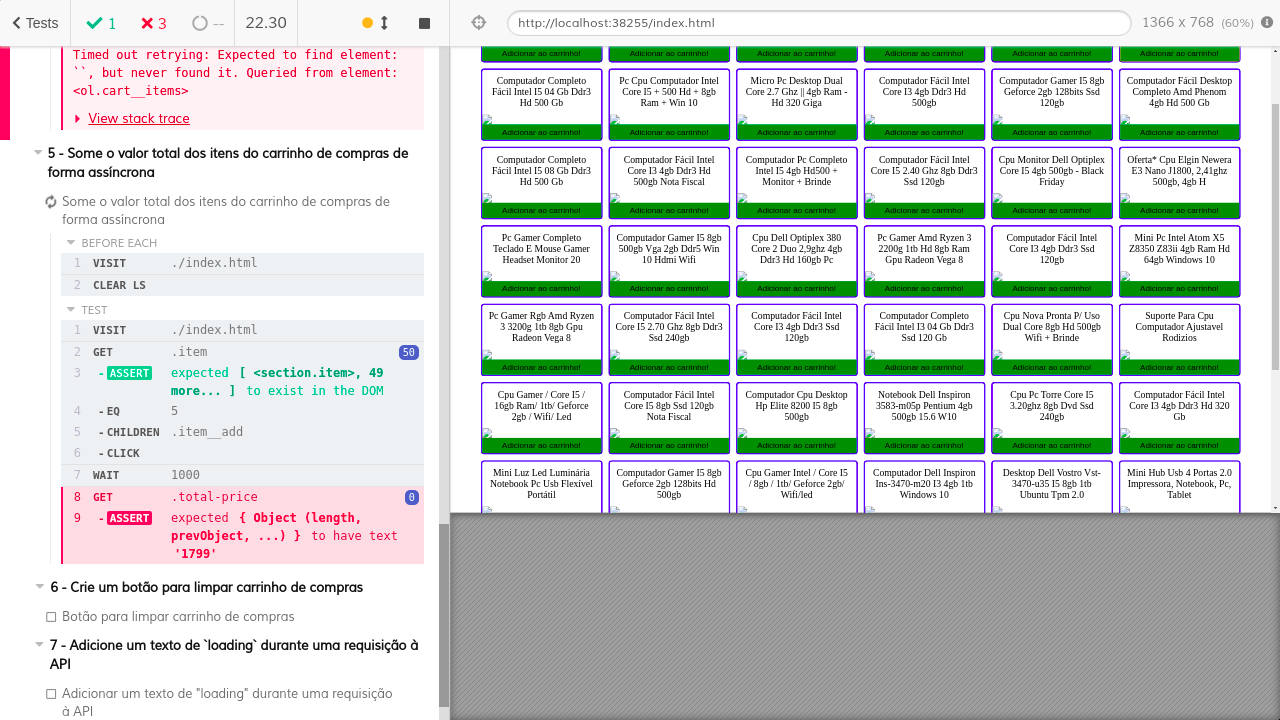 Tests
1
3
--
22.30
http://localhost:38255/index.html
1366 x 768 (60%)
Timed out retrying: Expected to find element:
``, but never found it. Queried from element:
<ol.cart__items>
View stack trace
5 - Some o valor total dos itens do carrinho de compras de
forma assíncrona
Some o valor total dos itens do carrinho de compras de
forma assíncrona
BEFORE EACH
1 VISIT ./index.html
2 CLEAR LS
TEST
1 VISIT ./index.html
2 GET .item 50
3 -ASSERT expected [ <section.item>, 49
more... ] to exist in the DOM
4 -EQ 5
5 -CHILDREN .item__add
6 -CLICK
7 WAIT 1000
8 GET .total-price 0
9 -ASSERT expected { Object (length,
prevObject, ...) } to have text
'1799'
6 - Crie um botão para limpar carrinho de compras
Botão para limpar carrinho de compras
7 - Adicione um texto de `loading` durante uma requisição à
API
Adicionar um texto de "loading" durante uma requisição
à API
Adicionar ao carrinho! Adicionar ao carrinho! Adicionar ao carrinho! Adicionar ao carrinho! Adicionar ao carrinho! Adicionar ao carrinho!
Computador Completo
Fácil Intel I5 04 Gb Ddr3
Hd 500 Gb
Adicionar ao carrinho!
Pc Cpu Computador Intel
Core I5 + 500 Hd + 8gb
Ram + Win 10
Adicionar ao carrinho!
Micro Pc Desktop Dual
Core 2.7 Ghz || 4gb Ram -
Hd 320 Giga
Adicionar ao carrinho!
Computador Fácil Intel
Core I3 4gb Ddr3 Hd
500gb
Adicionar ao carrinho!
Computador Gamer I5 8gb
Geforce 2gb 128bits Ssd
120gb
Adicionar ao carrinho!
Computador Fácil Desktop
Completo Amd Phenom
4gb Hd 500 Gb
Adicionar ao carrinho!
Computador Completo
Fácil Intel I5 08 Gb Ddr3
Hd 500 Gb
Adicionar ao carrinho!
Computador Fácil Intel
Core I3 4gb Ddr3 Hd
500gb Nota Fiscal
Adicionar ao carrinho!
Computador Pc Completo
Intel I5 4gb Hd500 +
Monitor + Brinde
Adicionar ao carrinho!
Computador Fácil Intel
Core I5 2.40 Ghz 8gb Ddr3
Ssd 120gb
Adicionar ao carrinho!
Cpu Monitor Dell Optiplex
Core I5 4gb 500gb - Black
Friday
Adicionar ao carrinho!
Oferta* Cpu Elgin Newera
E3 Nano J1800, 2,41ghz
500gb, 4gb H
Adicionar ao carrinho!
Pc Gamer Completo
Teclado E Mouse Gamer
Headset Monitor 20
Adicionar ao carrinho!
Computador Gamer I5 8gb
500gb Vga 2gb Ddr5 Win
10 Hdmi Wifi
Adicionar ao carrinho!
Cpu Dell Optiplex 380
Core 2 Duo 2,9ghz 4gb
Ddr3 Hd 160gb Pc
Adicionar ao carrinho!
Pc Gamer Amd Ryzen 3
2200g 1tb Hd 8gb Ram
Gpu Radeon Vega 8
Adicionar ao carrinho!
Computador Fácil Intel
Core I3 4gb Ddr3 Ssd
120gb
Adicionar ao carrinho!
Mini Pc Intel Atom X5
Z8350 Z83ii 4gb Ram Hd
64gb Windows 10
Adicionar ao carrinho!
Pc Gamer Rgb Amd Ryzen
3 3200g 1tb 8gb Gpu
Radeon Vega 8
Adicionar ao carrinho!
Computador Fácil Intel
Core I5 2.70 Ghz 8gb Ddr3
Ssd 240gb
Adicionar ao carrinho!
Computador Fácil Intel
Core I3 4gb Ddr3 Ssd
120gb
Adicionar ao carrinho!
Computador Completo
Fácil Intel I3 04 Gb Ddr3
Ssd 120 Gb
Adicionar ao carrinho!
Cpu Nova Pronta P/ Uso
Dual Core 8gb Hd 500gb
Wifi + Brinde
Adicionar ao carrinho!
Suporte Para Cpu
Computador Ajustavel
Rodizios
Adicionar ao carrinho!
Cpu Gamer / Core I5 /
16gb Ram/ 1tb/ Geforce
2gb / Wifi/ Led
Adicionar ao carrinho!
Computador Fácil Intel
Core I5 8gb Ssd 120gb
Nota Fiscal
Adicionar ao carrinho!
Computador Cpu Desktop
Hp Elite 8200 I5 8gb
500gb
Adicionar ao carrinho!
Notebook Dell Inspiron
3583-m05p Pentium 4gb
500gb 15.6 W10
Adicionar ao carrinho!
Cpu Pc Torre Core I5
3.20ghz 8gb Dvd Ssd
240gb
Adicionar ao carrinho!
Computador Fácil Intel
Core I3 4gb Ddr3 Hd 320
Gb
Adicionar ao carrinho!
Mini Luz Led Luminária
Notebook Pc Usb Flexível
Portátil
Computador Gamer I5 8gb
Geforce 2gb 128bits Hd
500gb
Cpu Gamer Intel / Core I5
/ 8gb / 1tb/ Geforce 2gb/
Wifi/led
Computador Dell Inspiron
Ins-3470-m20 I3 4gb 1tb
Windows 10
Desktop Dell Vostro Vst-
3470-u35 I5 8gb 1tb
Ubuntu Tpm 2.0
Mini Hub Usb 4 Portas 2.0
Impressora, Notebook, Pc,
Tablet